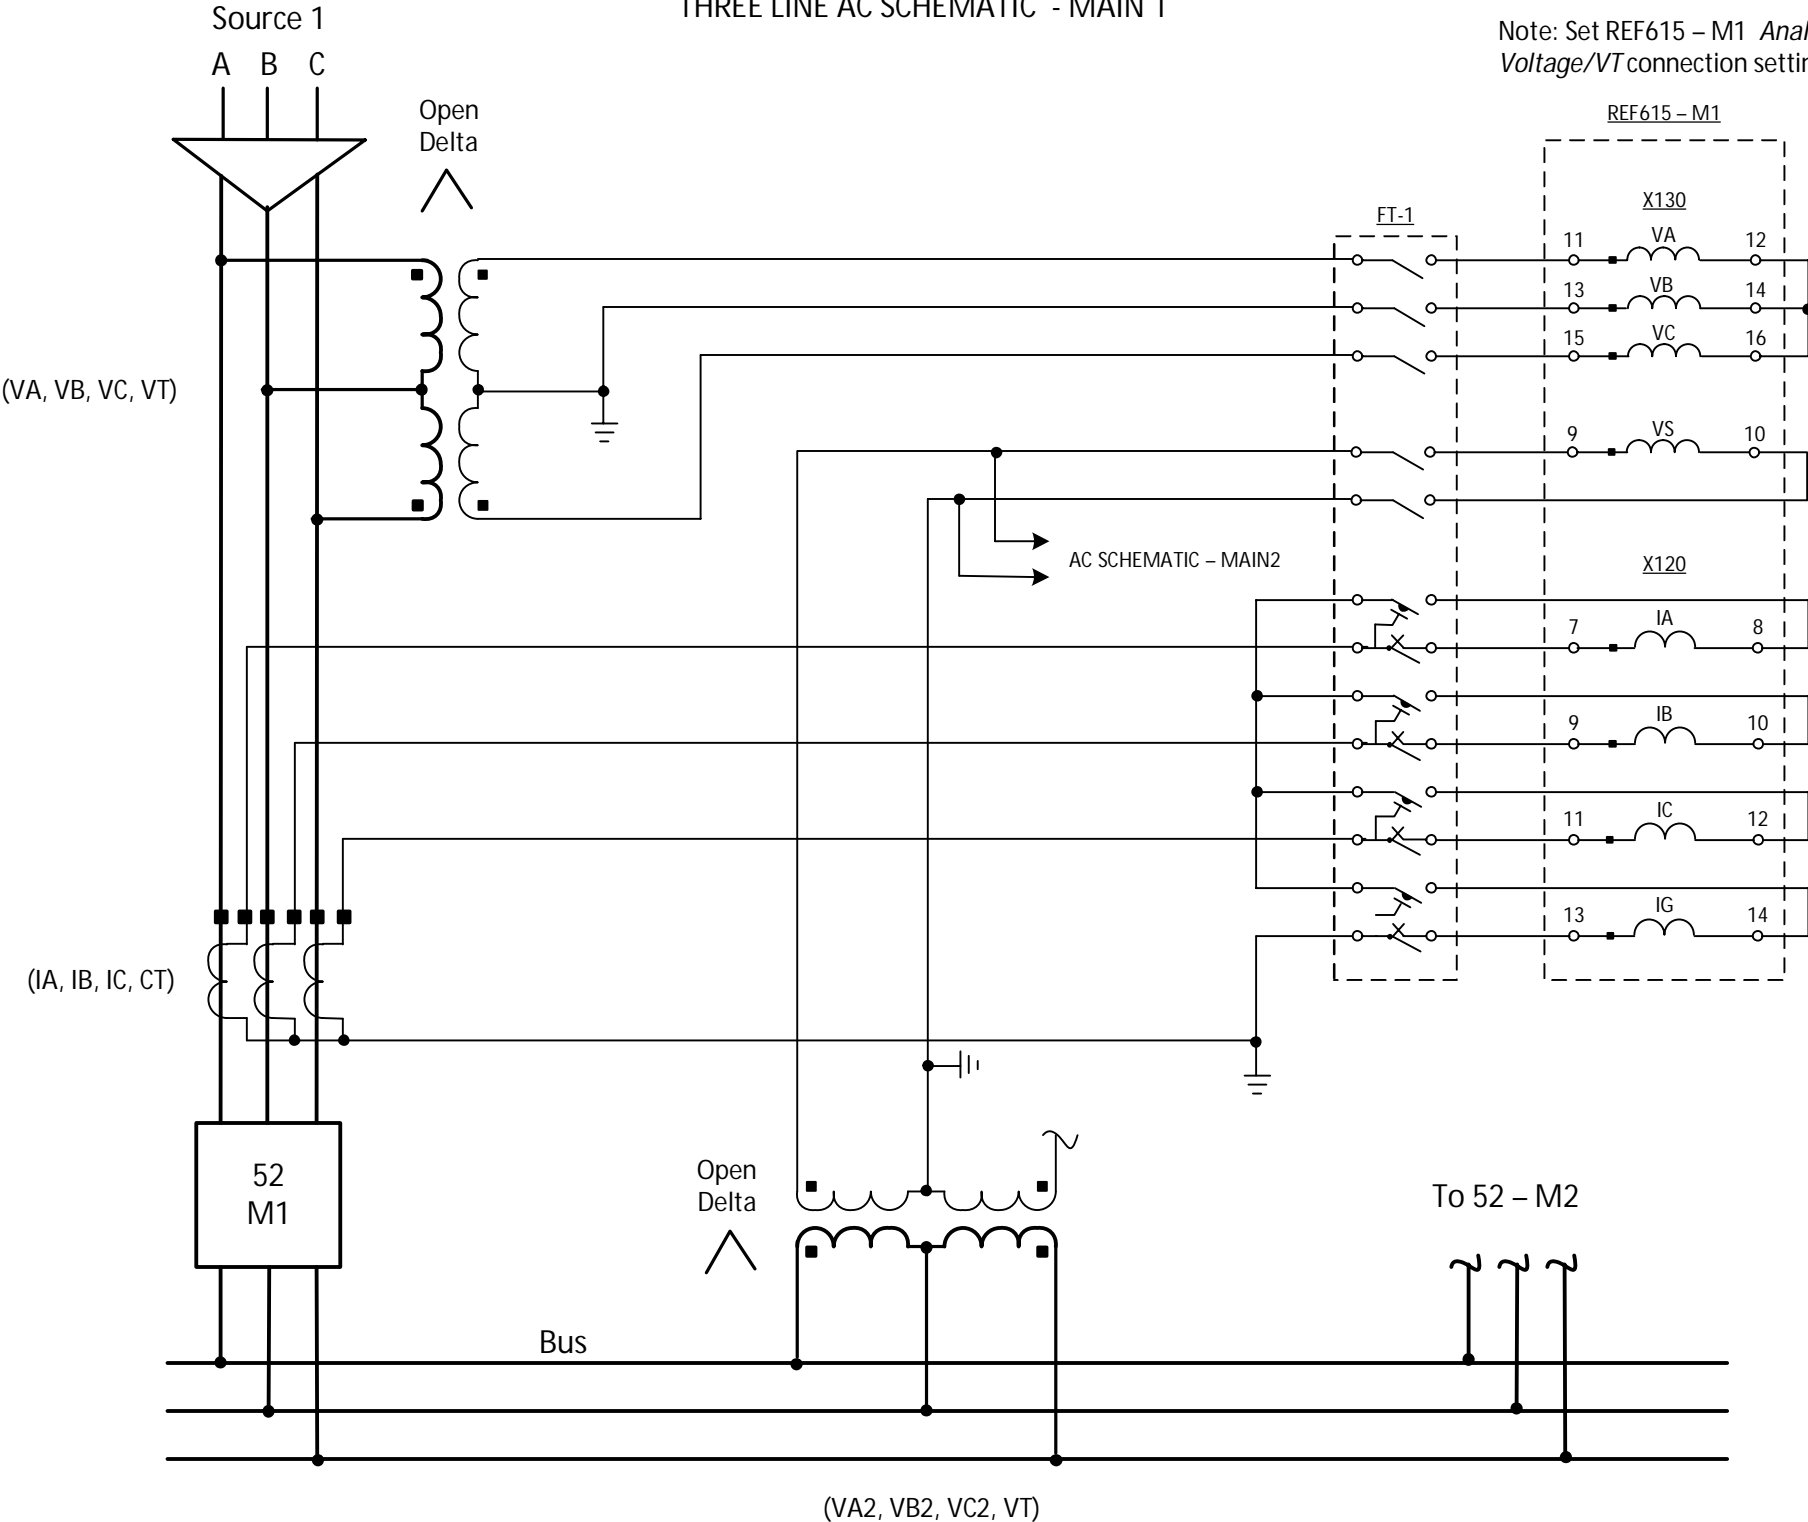 THREE LINE AC SCHEMATIC - MAIN 1
Source 1
A B C
Note: Set REF615 – M1 Anal
Voltage/VT connection settin
Open
Delta
REF615 – M1
FT-1
X130
11 VA 12
13 VB 14
15 VC 16
(VA, VB, VC, VT)
9 VS 10
AC SCHEMATIC – MAIN2
X120
7 IA 8
9 IB 10
11 IC 12
13 IG 14
(IA, IB, IC, CT)
52
M1
Open
Delta
To 52 – M2
Bus
(VA2, VB2, VC2, VT)